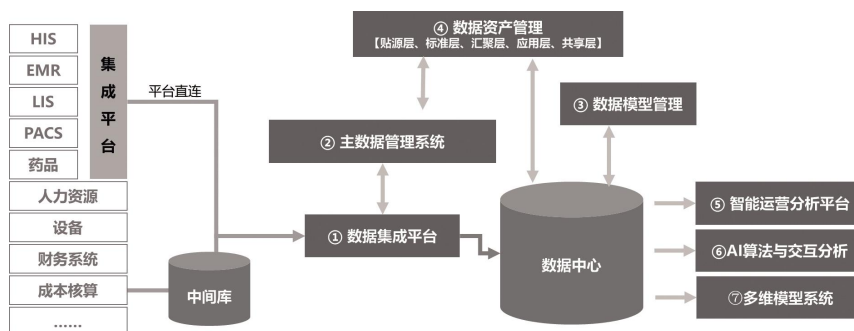 HIS
EMR
LIS
PACS
药品
集成平台
人力资源
设备
财务系统
成本核算
......
平台直连
中间库
④ 数据资产管理
【贴源层、标准层、汇聚层、应用层、共享层】
③ 数据模型管理
② 主数据管理系统
① 数据集成平台
数据中心
⑤ 智能运营分析平台
⑥AI算法与交互分析
⑦多维模型系统